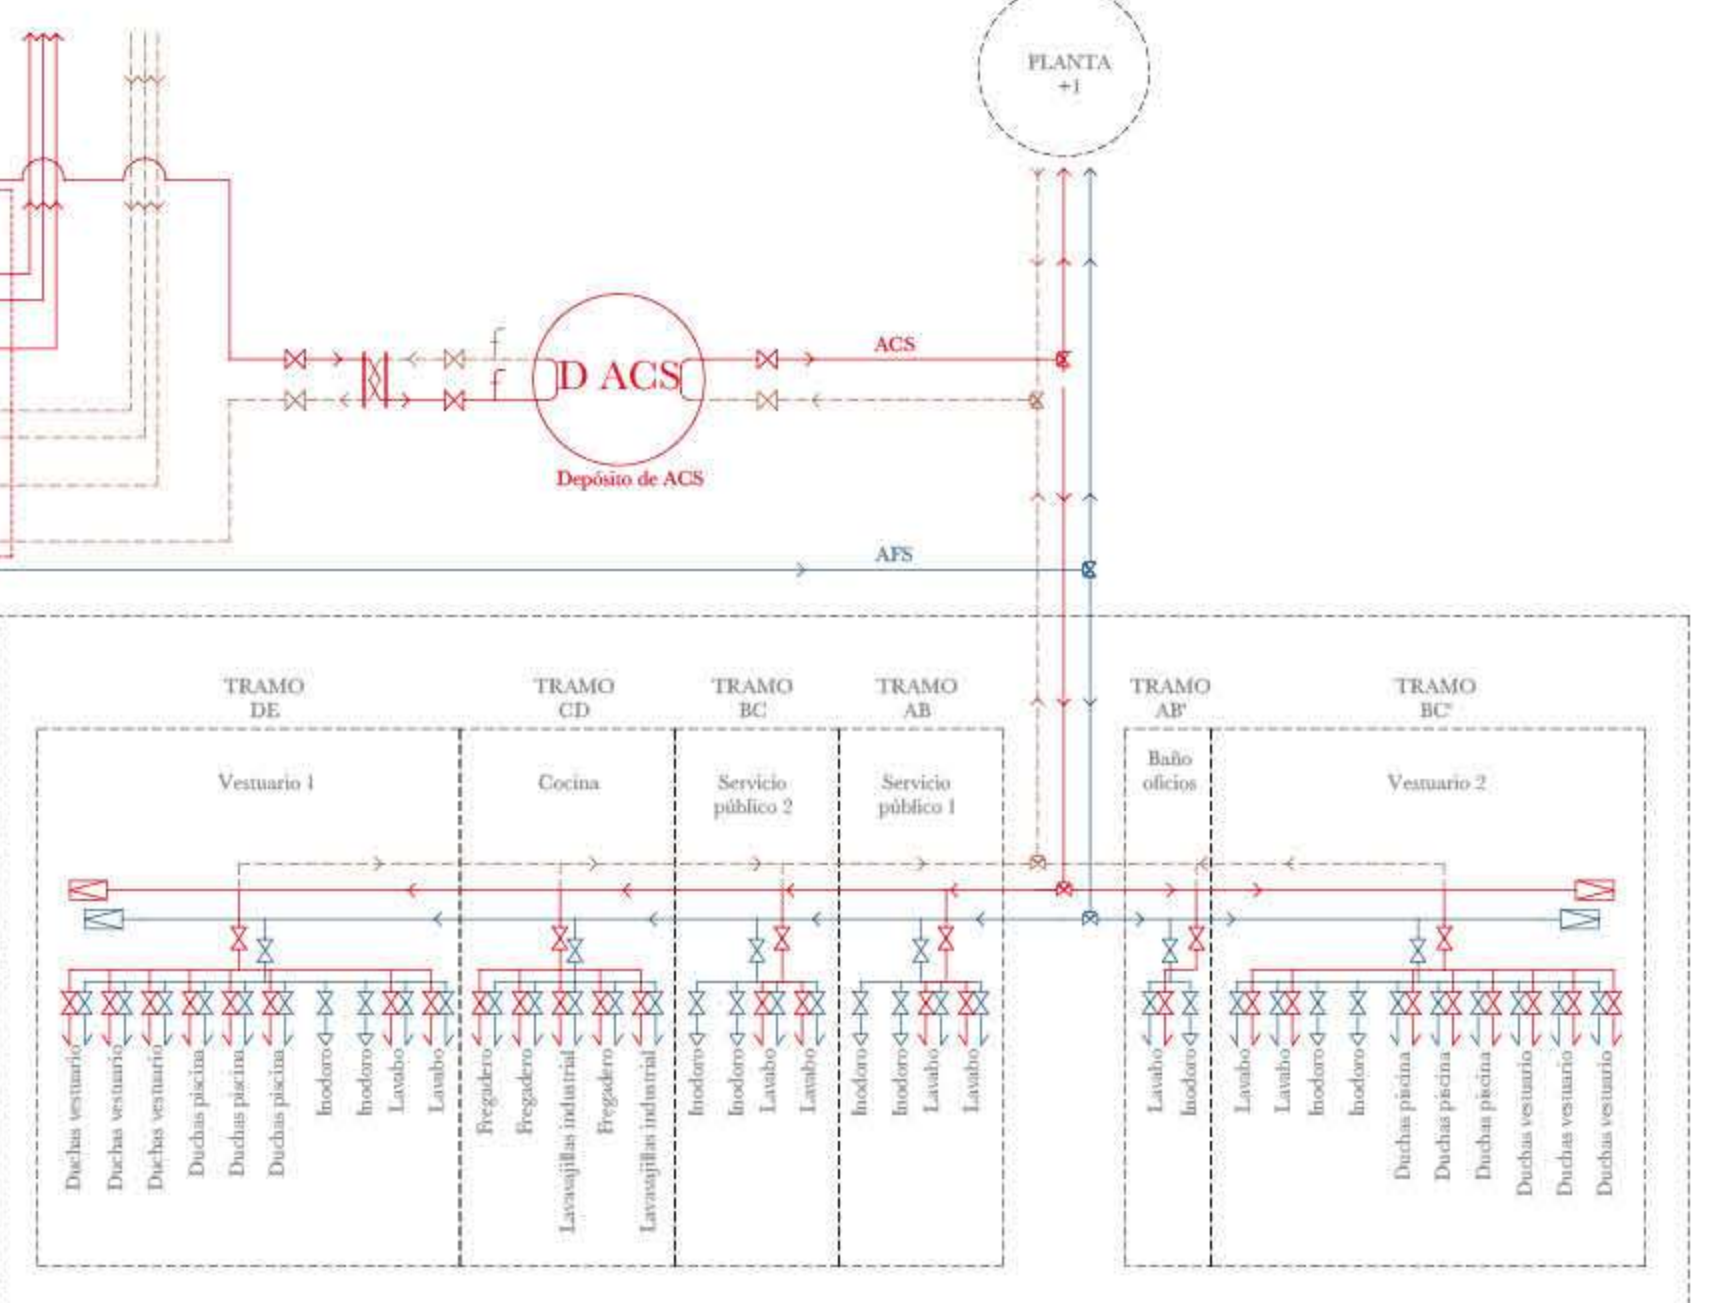 PLANTA
+1
ACS
D ACS
Depósito de ACS
AFS
TRAMO
DE
TRAMO
CD
TRAMO
BC
TRAMO
AB
TRAMO
AB'
TRAMO
BC'
Vestuario 1
Cocina
Servicio
público 2
Servicio
público 1
Baño
oficios
Vestuario 2
Duchas vestuario
Duchas vestuario
Duchas vestuario
Duchas piscina
Duchas piscina
Duchas piscina
Inodoro
Inodoro
Lavabo
Lavabo
Fregadero
Fregadero
Lavavajillas industrial
Fregadero
Lavavajillas industrial
Inodoro
Inodoro
Lavabo
Lavabo
Inodoro
Inodoro
Lavabo
Lavabo
Lavabo
Inodoro
Lavabo
Lavabo
Inodoro
Inodoro
Duchas piscina
Duchas piscina
Duchas piscina
Duchas vestuario
Duchas vestuario
Duchas vestuario